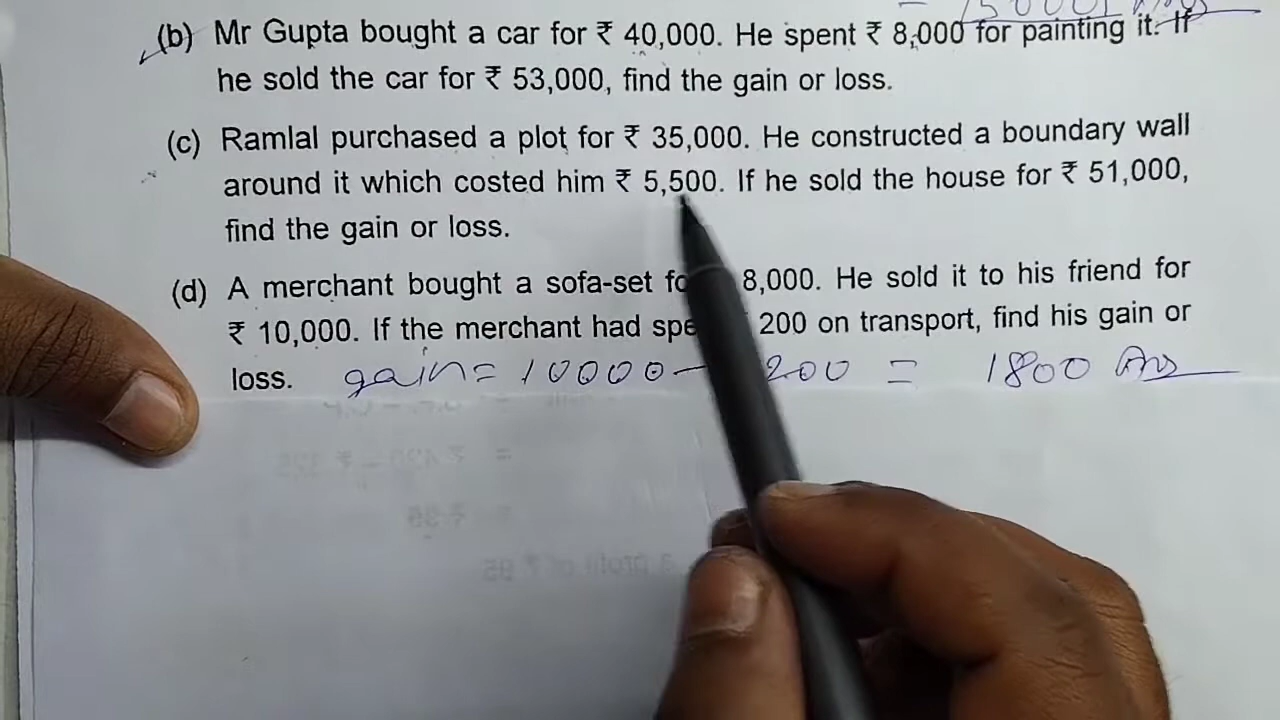 (b) Mr Gupta bought a car for ₹ 40,000. He spent ₹ 8,000 for painting it. If
he sold the car for ₹ 53,000, find the gain or loss.
(c) Ramlal purchased a plot for ₹ 35,000. He constructed a boundary wall
around it which costed him ₹ 5,500. If he sold the house for ₹ 51,000,
find the gain or loss.
(d) A merchant bought a sofa-set 8,000. He sold it to his friend for
₹ 10,000. If the merchant had 200 on transport, find his gain or
loss. gain = 10000 - 200 = 1800 Ans